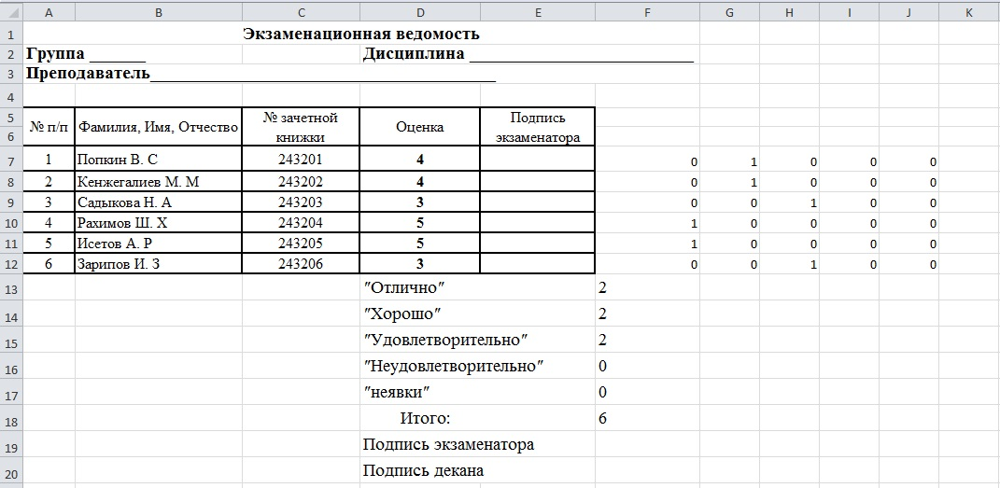 A B C D E F G H I J K
1 Экзаменационная ведомость
2 Группа ______ Дисциплина ________________________
3 Преподаватель_____________________________________
4
5 № п/п Фамилия, Имя, Отчество № зачетной Оценка Подпись
6 книжки экзаменатора
7 1 Попкин В. С 243201 4 0 1 0 0 0
8 2 Кенжегалиев М. М 243202 4 0 1 0 0 0
9 3 Садыкова Н. А 243203 3 0 0 1 0 0
10 4 Рахимов Ш. Х 243204 5 1 0 0 0 0
11 5 Исетов А. Р 243205 5 1 0 0 0 0
12 6 Зарипов И. З 243206 3 0 0 1 0 0
13 "Отлично" 2
14 "Хорошо" 2
15 "Удовлетворительно" 2
16 "Неудовлетворительно" 0
17 "неявки" 0
18 Итого: 6
19 Подпись экзаменатора
20 Подпись декана